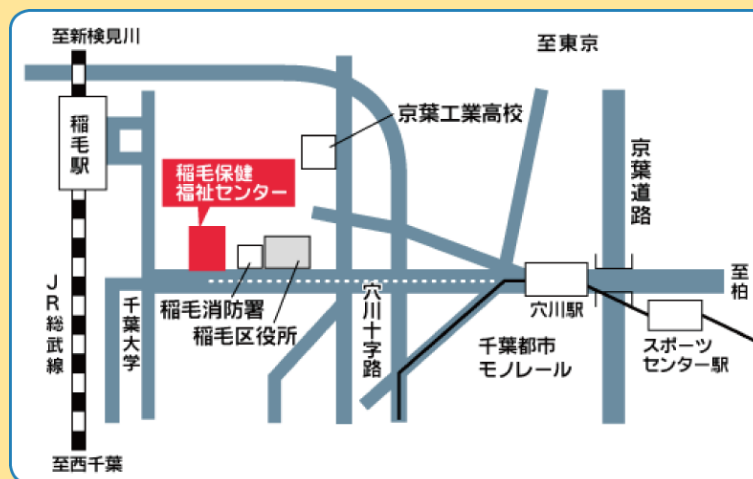 至新検見川
至東京
稲毛駅
京葉工業高校
京葉道路
稲毛保健
福祉センター
至柏
JR総武線
千葉大学
稲毛消防署
稲毛区役所
穴川十字路
穴川駅
千葉都市
モノレール
スポーツ
センター駅
至西千葉